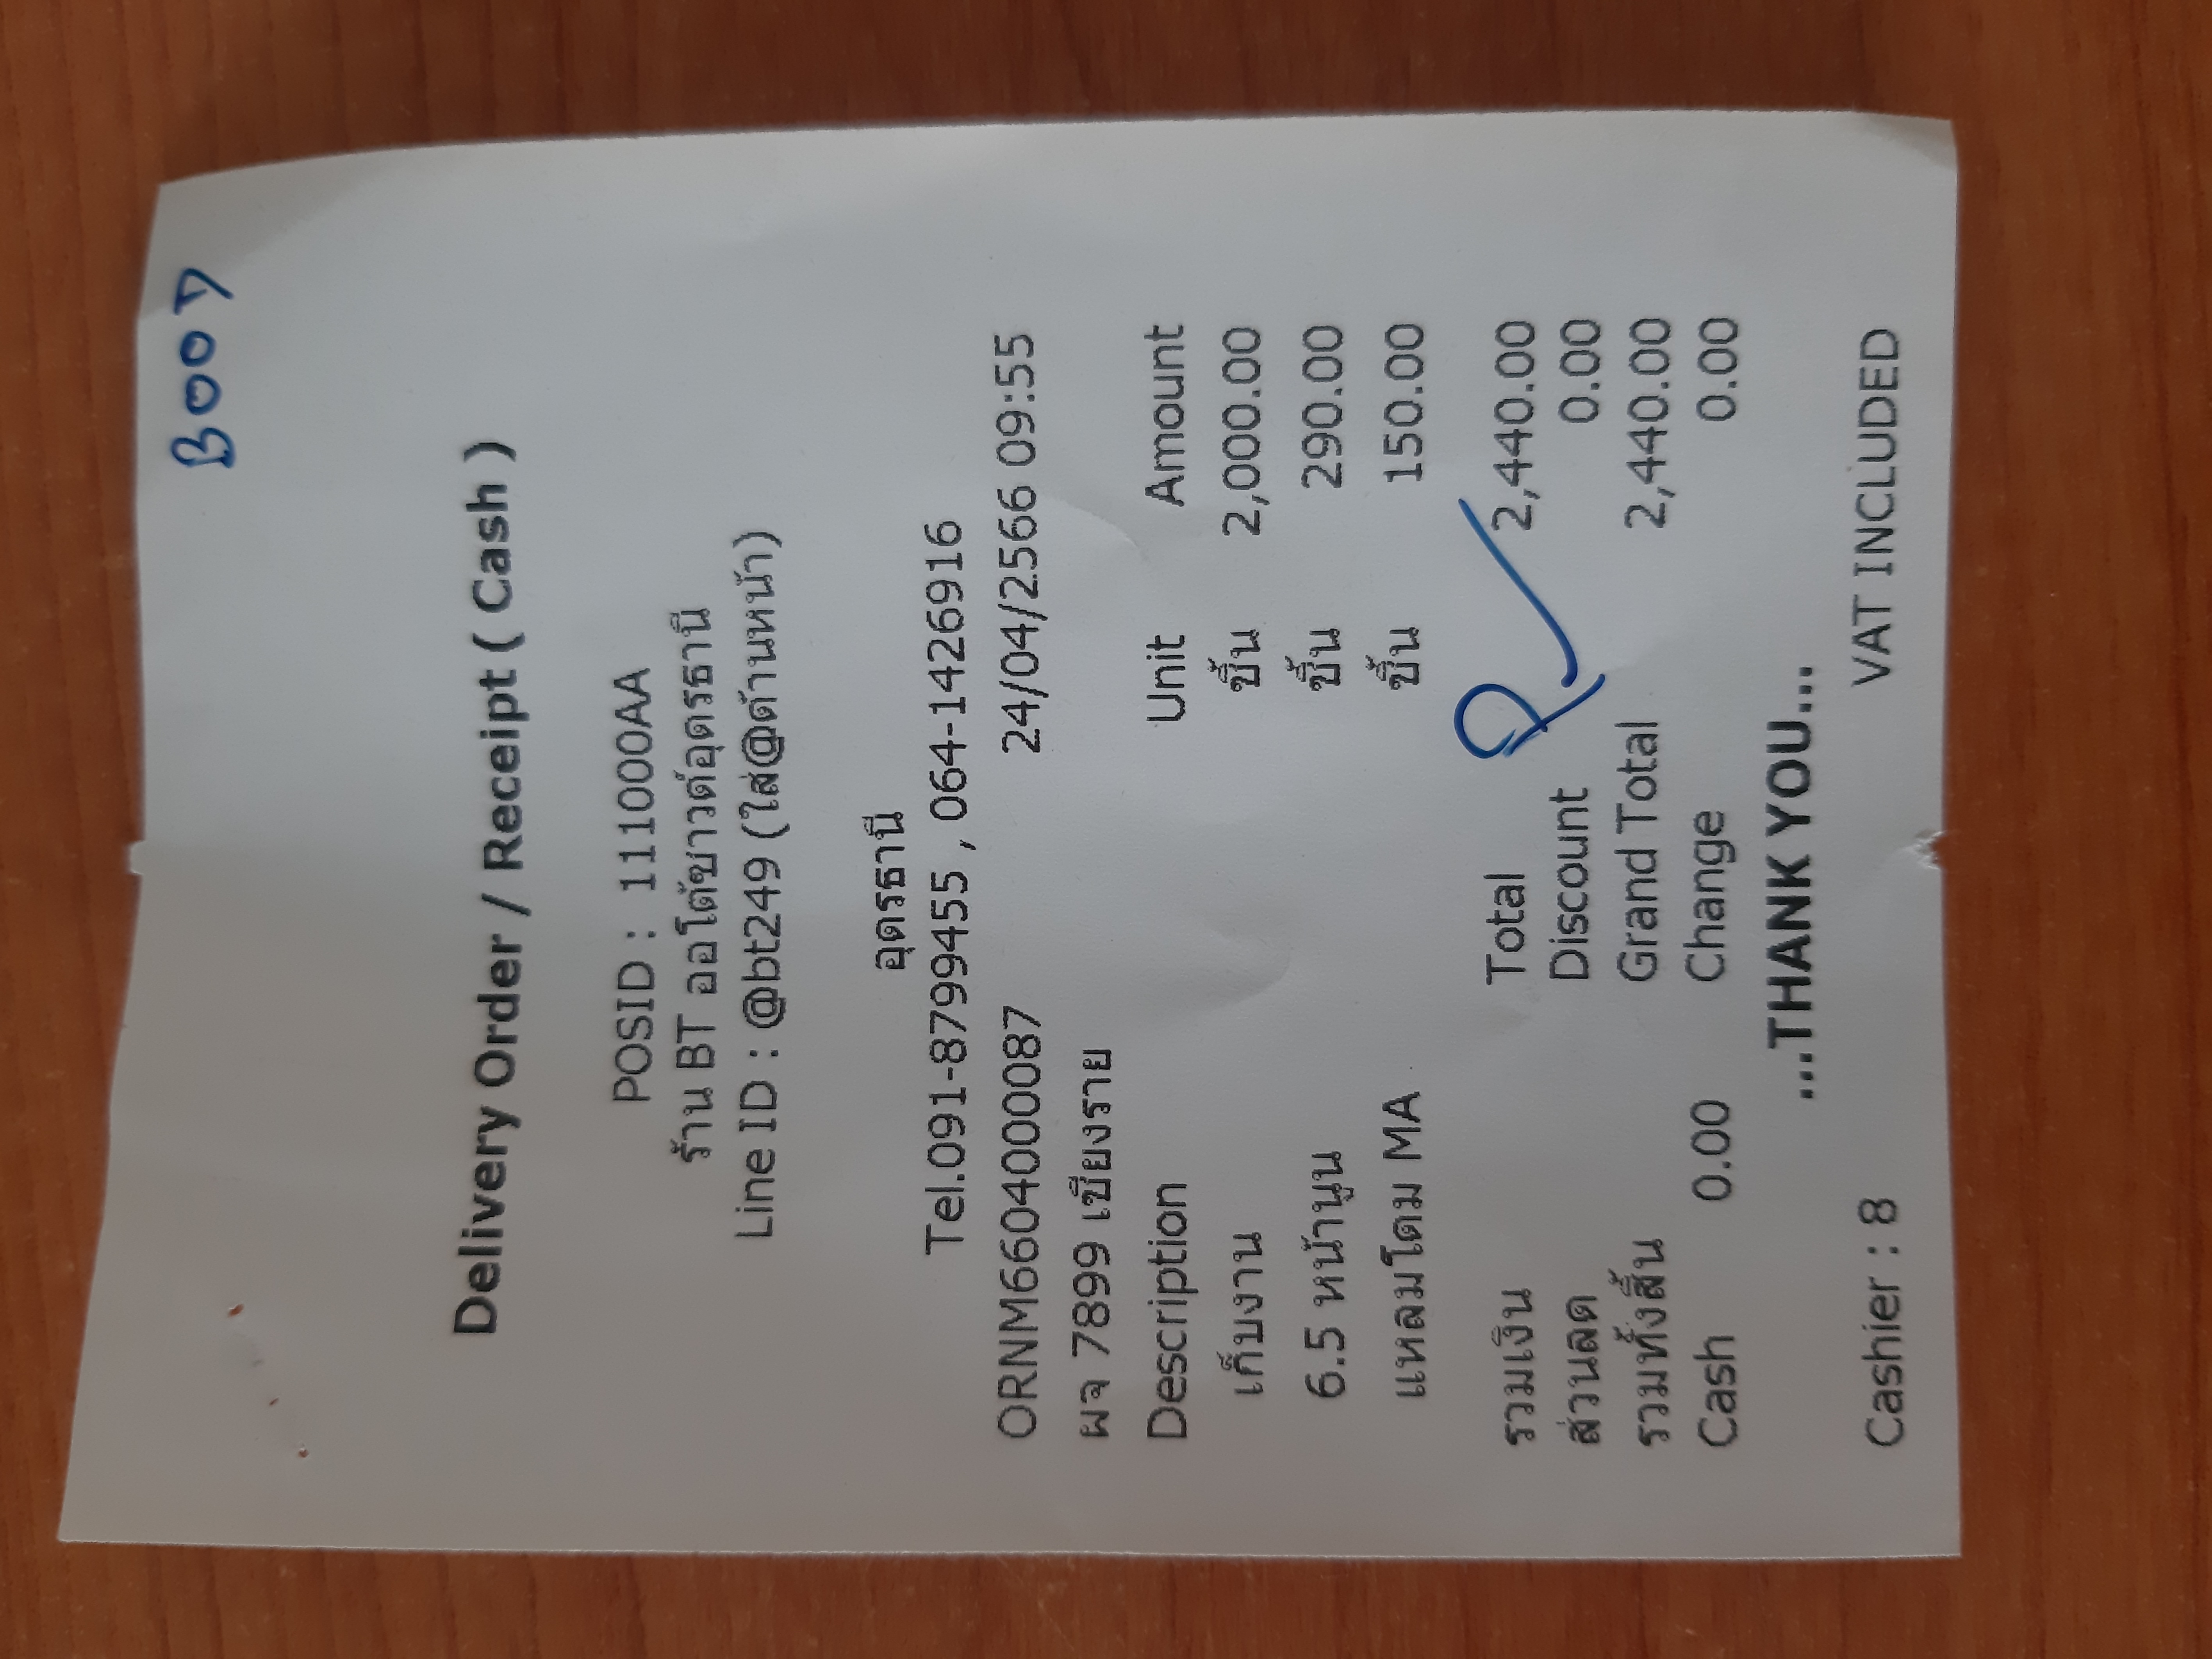 B007
Delivery Order / Receipt ( Cash )
POSID : 111000AA
ร้าน BT ออโต้ซาวด์อุดรธานี
Line ID : @bt249 (ใส่@ด้านหน้า)
อุดรธานี
Tel.091-8799455 , 064-1426916
ORNM6604000087 24/04/2566 09:55
ผจ 7899 เชียงราย
Description Unit Amount
เก็บงาน ชิ้น 2,000.00
6.5 หน้านูน ชิ้น 290.00
แหลมโดม MA ชิ้น 150.00
รวมเงิน Total 2,440.00
ส่วนลด Discount 0.00
รวมทั้งสิ้น Grand Total 2,440.00
Cash 0.00 Change 0.00
....THANK YOU...
Cashier : 8 VAT INCLUDED